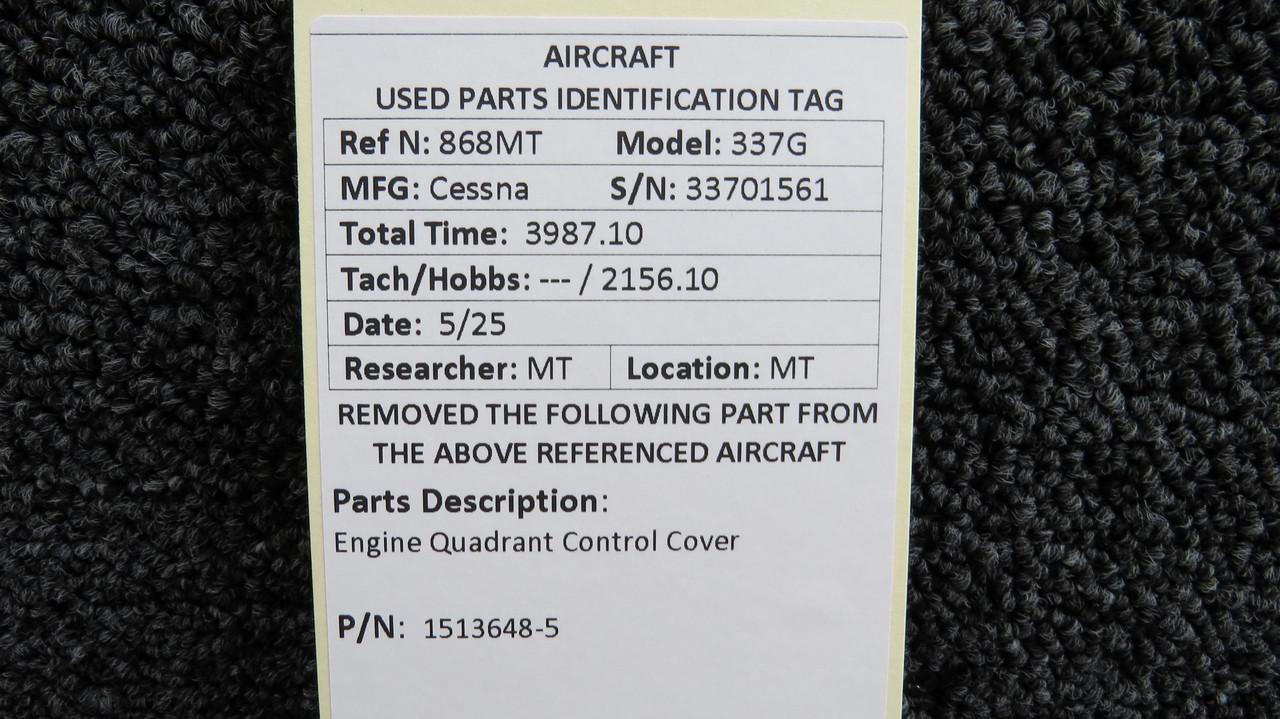 AIRCRAFT
USED PARTS IDENTIFICATION TAG
Ref N: 868MT Model: 337G
MFG: Cessna S/N: 33701561
Total Time: 3987.10
Tach/Hobbs: --- / 2156.10
Date: 5/25
Researcher: MT Location: MT
REMOVED THE FOLLOWING PART FROM
THE ABOVE REFERENCED AIRCRAFT
Parts Description:
Engine Quadrant Control Cover
P/N: 1513648-5